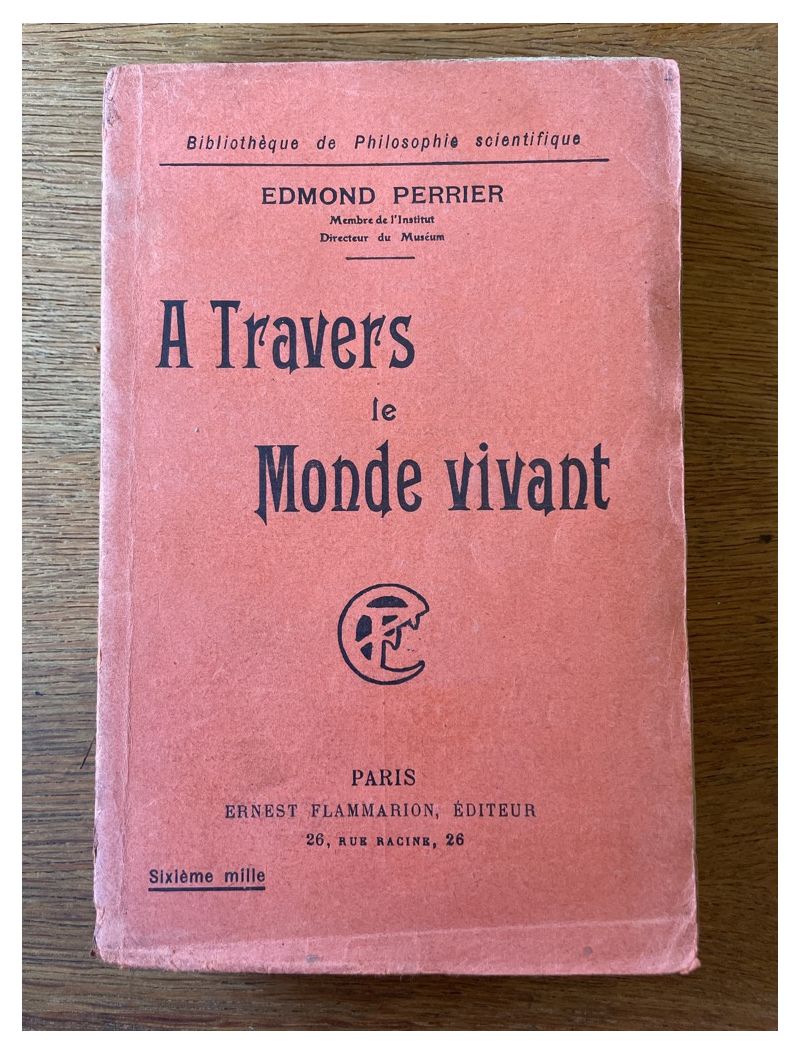 Bibliothèque de Philosophie scientifique
EDMOND PERRIER
Membre de l'Institut
Directeur du Muséum
A Travers
le
Monde vivant
PARIS
ERNEST FLAMMARION, ÉDITEUR
26, RUE RACINE, 26
Sixième mille